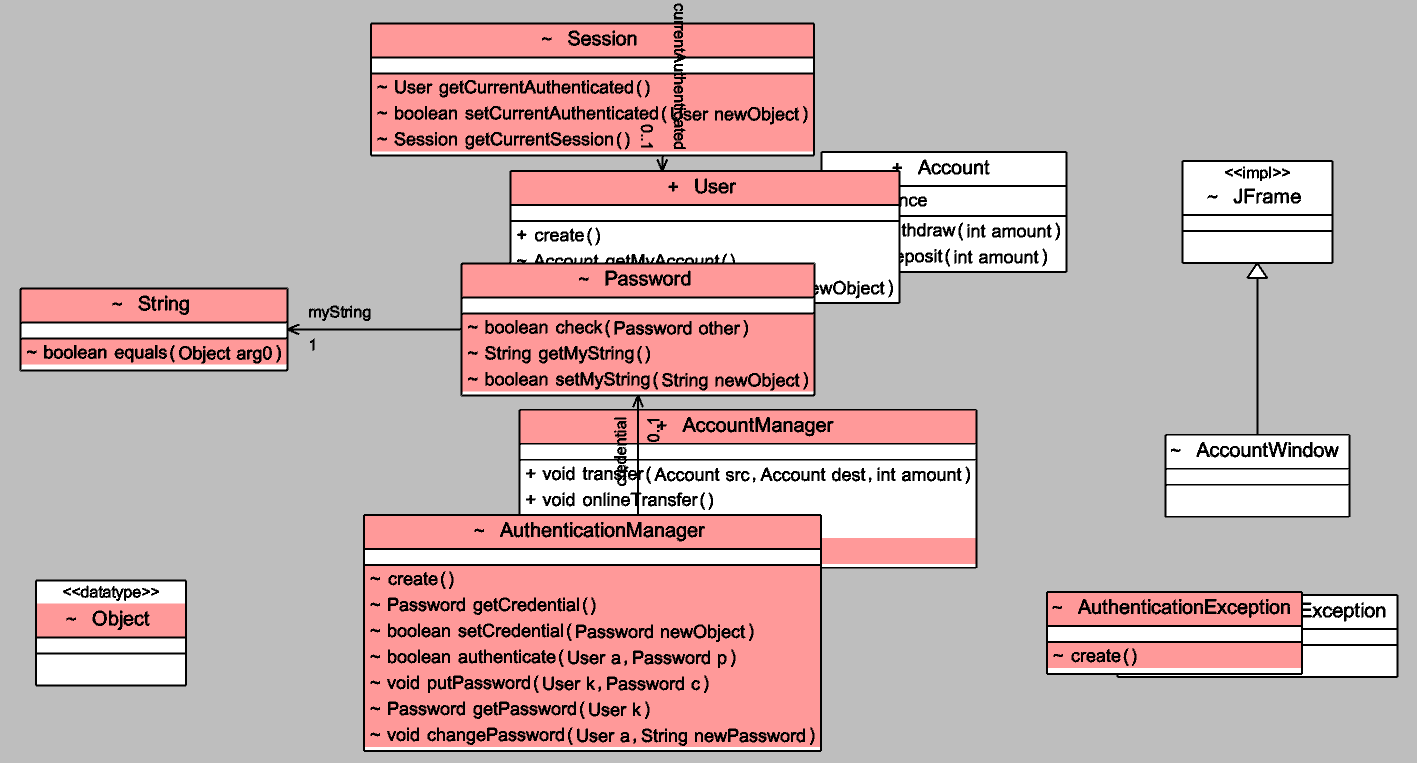 currentAuthenticated
0..1
~ Session
~ User getCurrentAuthenticated()
~ boolean setCurrentAuthenticated(User newObject)
~ Session getCurrentSession()
+ Account
nce
thdraw(int amount)
eposit(int amount)
+ User
+ create()
~ Account getMyAccount()
ewObject)
<<impl>>
~ JFrame
~ Password
~ boolean check(Password other)
~ String getMyString()
~ boolean setMyString(String newObject)
~ String
~ boolean equals(Object arg0)
myString
1
credential
0..1
+ AccountManager
+ void transfer(Account src, Account dest, int amount)
+ void onlineTransfer()
~ AccountWindow
~ AuthenticationManager
~ create()
~ Password getCredential()
~ boolean setCredential(Password newObject)
~ boolean authenticate(User a, Password p)
~ void putPassword(User k, Password c)
~ Password getPassword(User k)
~ void changePassword(User a, String newPassword)
<<datatype>>
~ Object
~ AuthenticationException
~ create()
Exception